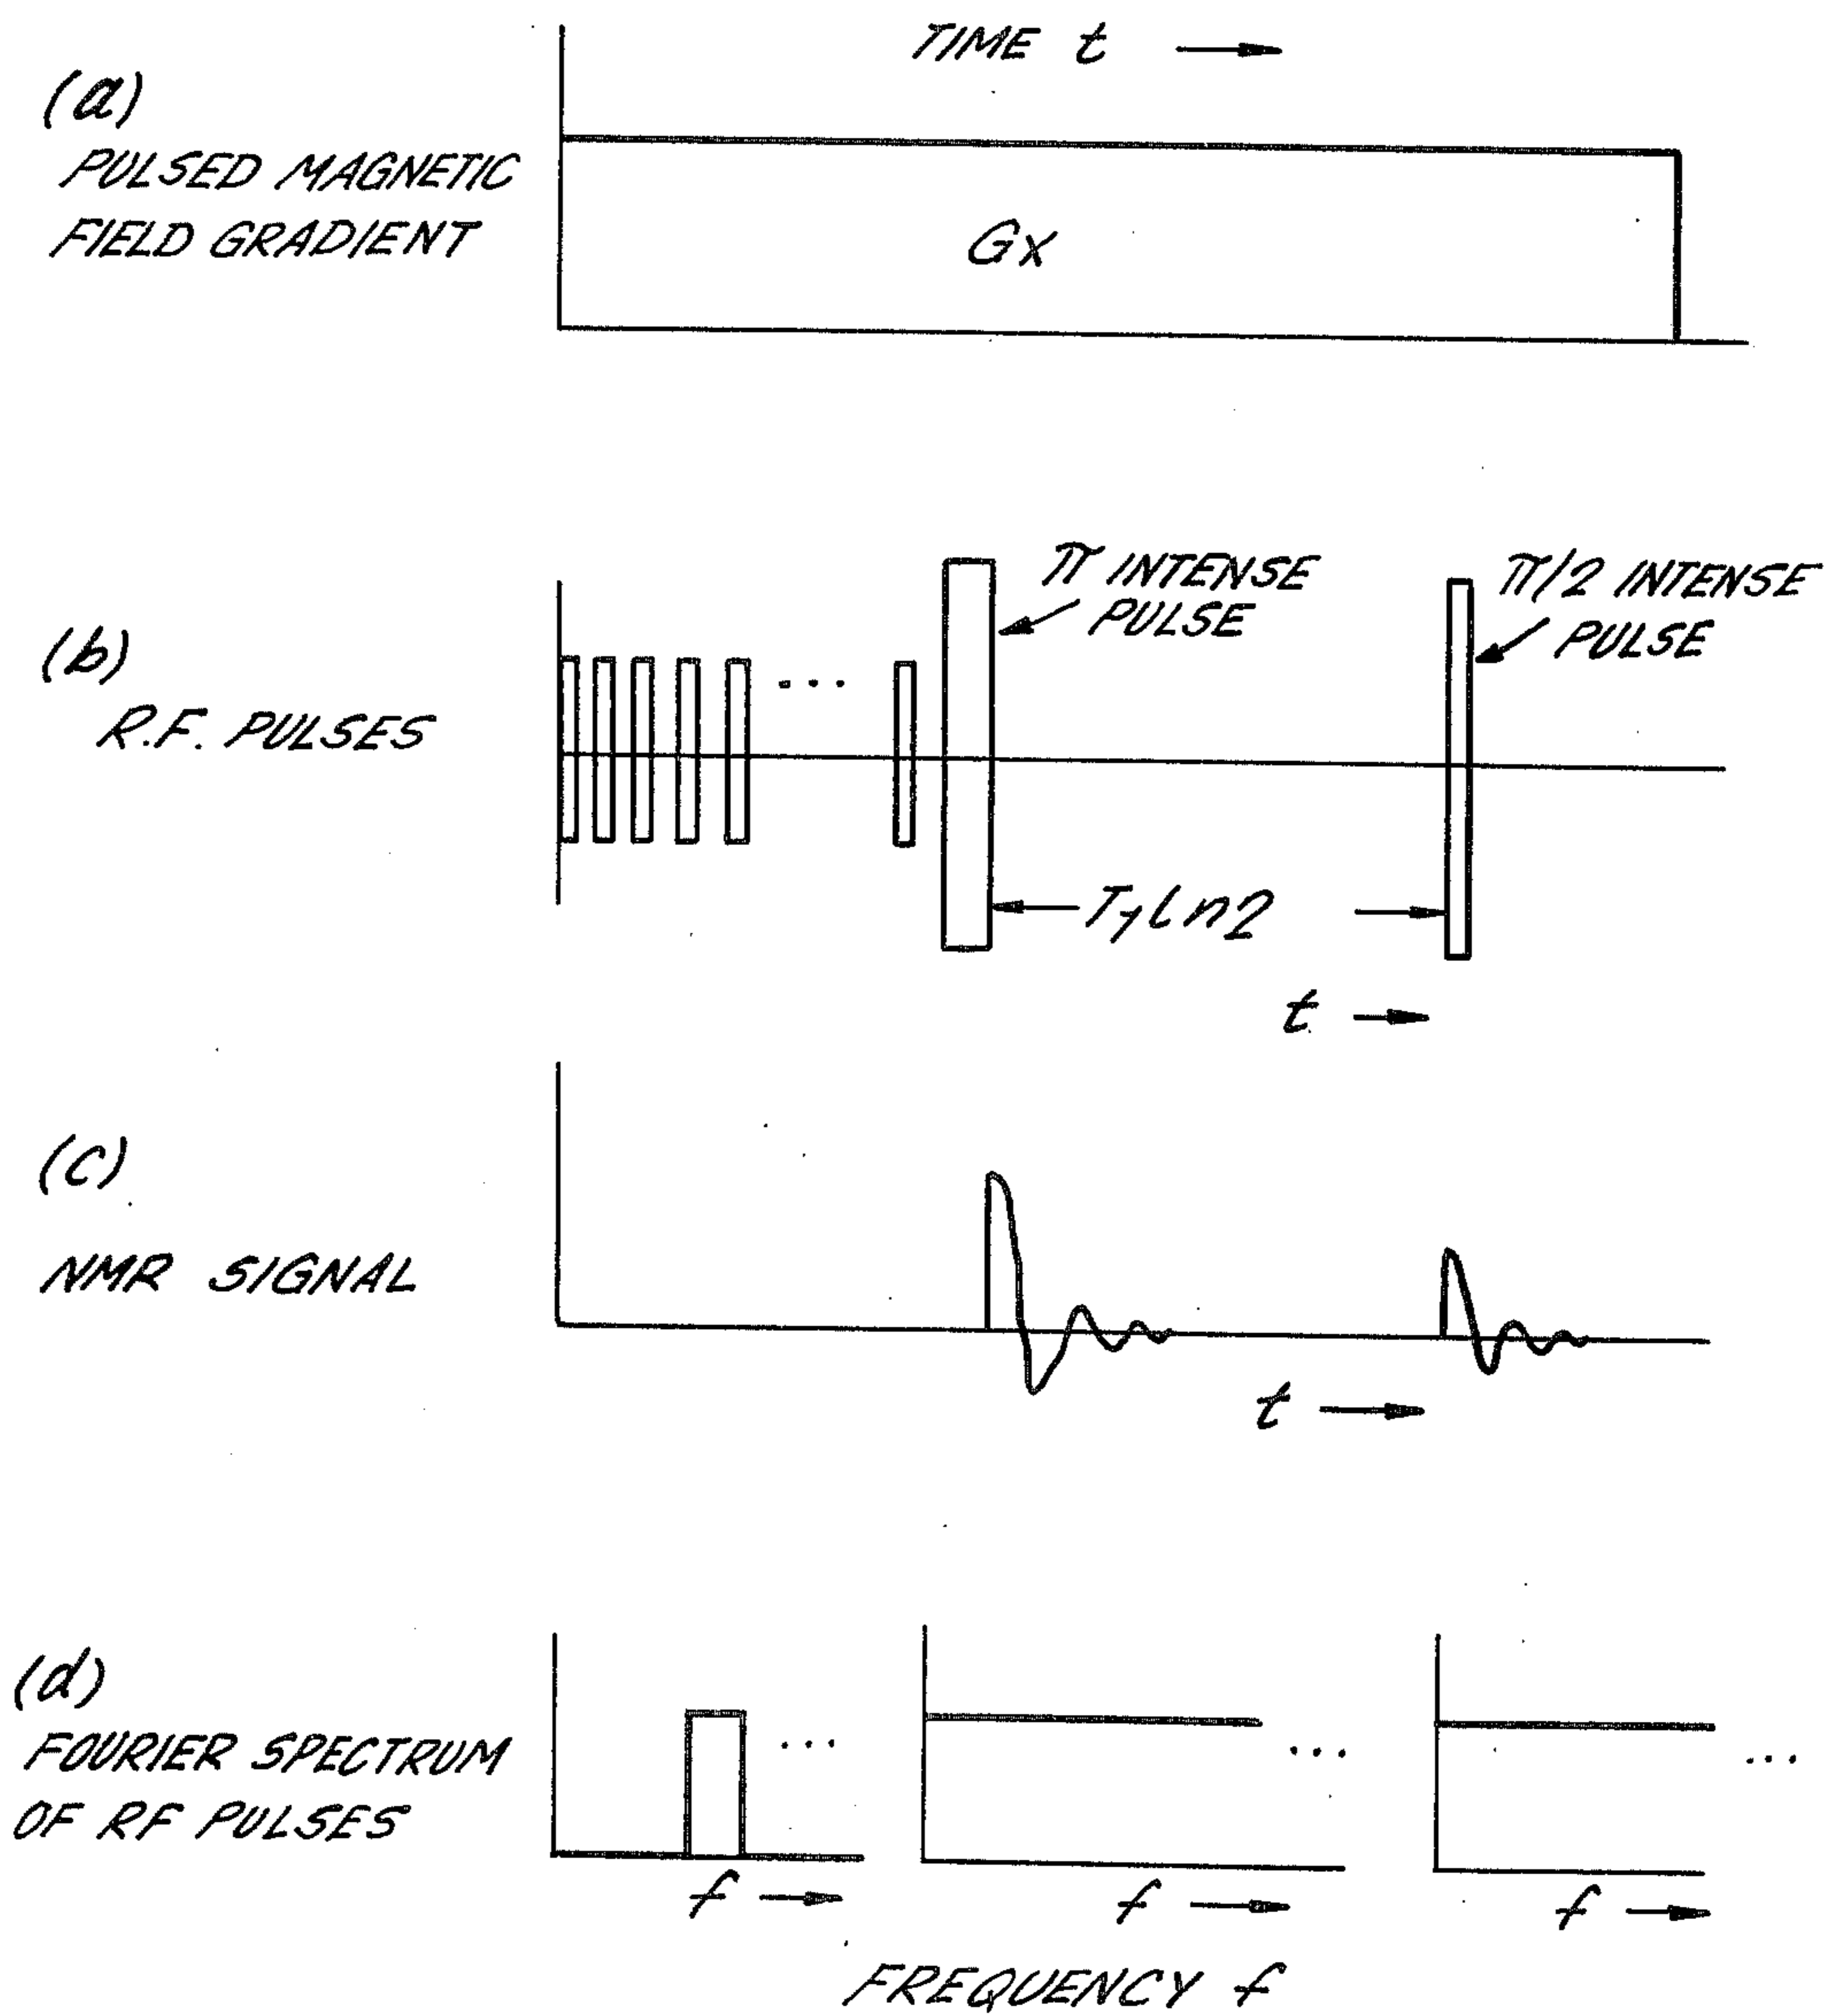 TIME t
(a)
PULSED MAGNETIC
FIELD GRADIENT
Gx
(b)
R.F. PULSES
...
π INTENSE
PULSE
π/2 INTENSE
PULSE
T1 ln2
t
(c)
NMR SIGNAL
t
(d)
FOURIER SPECTRUM
OF RF PULSES
...
...
...
f
f
f
FREQUENCY f